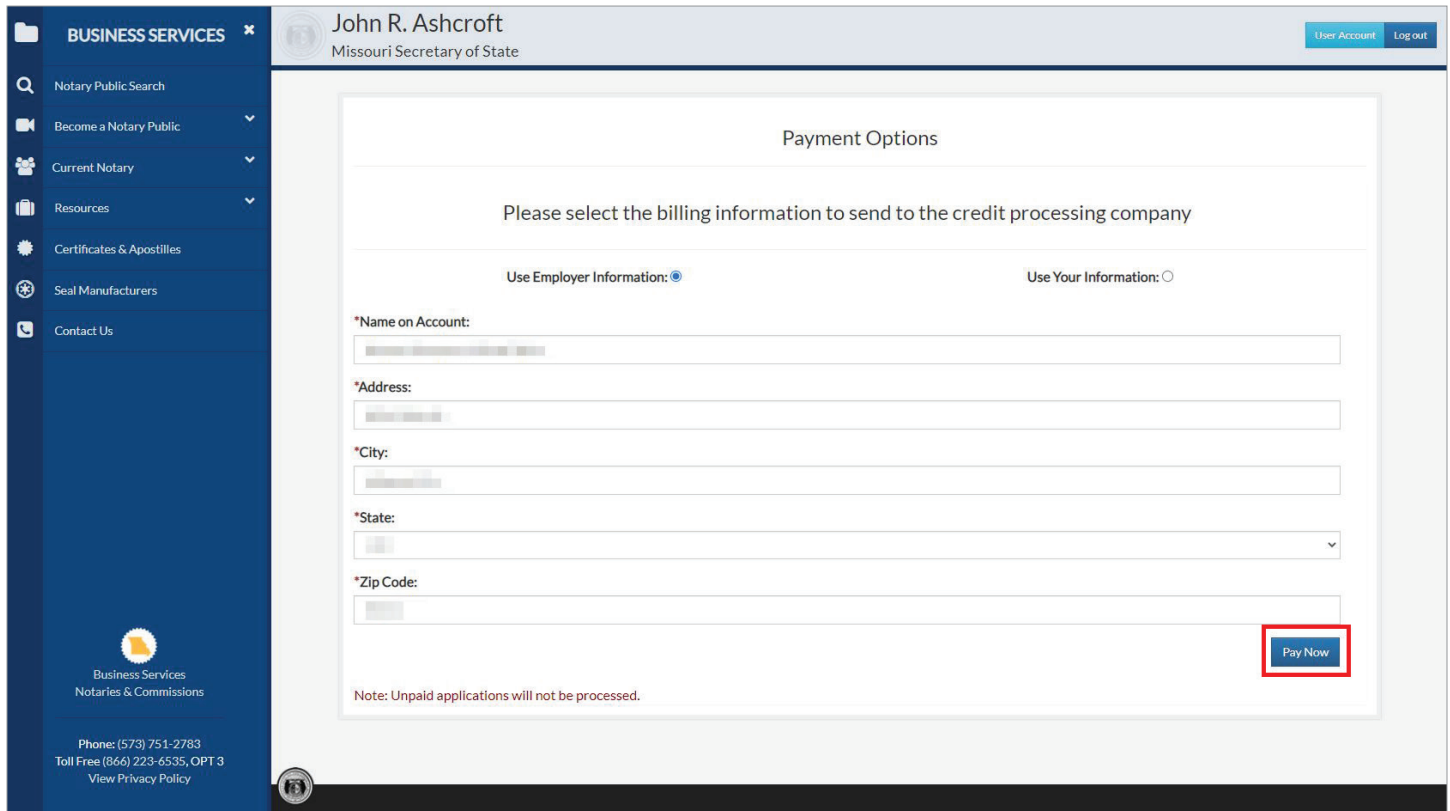 BUSINESS SERVICES ×
Notary Public Search
Become a Notary Public
Current Notary
Resources
Certificates & Apostilles
Seal Manufacturers
Contact Us
Business Services
Notaries & Commissions
Phone: (573) 751-2783
Toll Free (866) 223-6535, OPT 3
View Privacy Policy
John R. Ashcroft
Missouri Secretary of State
User Account Log out
Payment Options
Please select the billing information to send to the credit processing company
Use Employer Information: Use Your Information:
*Name on Account:
*Address:
*City:
*State:
*Zip Code:
Pay Now
Note: Unpaid applications will not be processed.